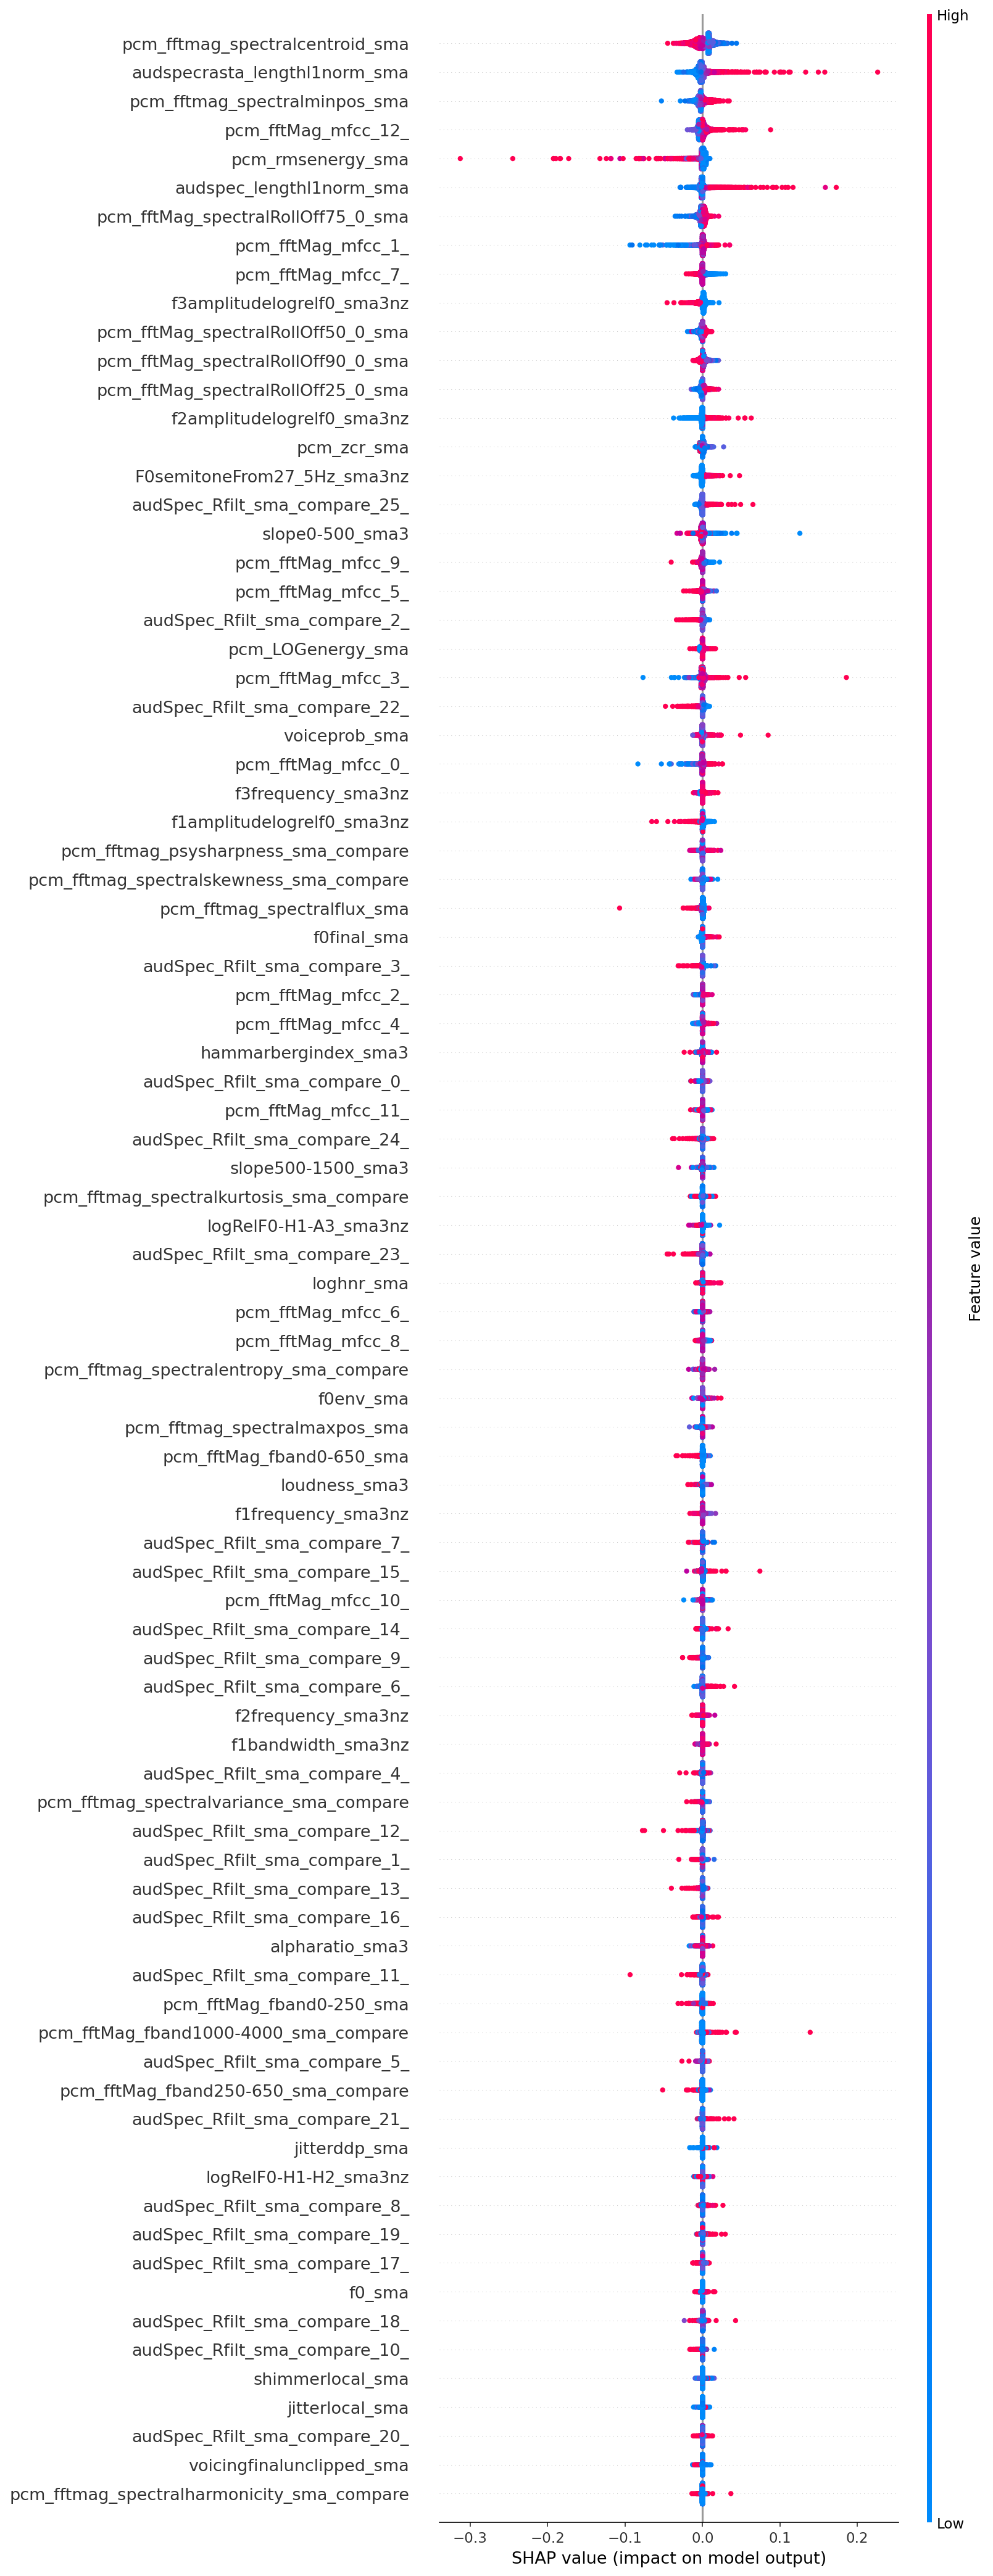 High
pcm_fftmag_spectralcentroid_sma
audspecrasta_lengthl1norm_sma
pcm_fftmag_spectralminpos_sma
pcm_fftMag_mfcc_12_
pcm_rmsenergy_sma
audspec_lengthl1norm_sma
pcm_fftMag_spectralRollOff75_0_sma
pcm_fftMag_mfcc_1_
pcm_fftMag_mfcc_7_
f3amplitudelogrelf0_sma3nz
pcm_fftMag_spectralRollOff50_0_sma
pcm_fftMag_spectralRollOff90_0_sma
pcm_fftMag_spectralRollOff25_0_sma
f2amplitudelogrelf0_sma3nz
pcm_zcr_sma
F0semitoneFrom27_5Hz_sma3nz
audSpec_Rfilt_sma_compare_25_
slope0-500_sma3
pcm_fftMag_mfcc_9_
pcm_fftMag_mfcc_5_
audSpec_Rfilt_sma_compare_2_
pcm_LOGenergy_sma
pcm_fftMag_mfcc_3_
audSpec_Rfilt_sma_compare_22_
voiceprob_sma
pcm_fftMag_mfcc_0_
f3frequency_sma3nz
f1amplitudelogrelf0_sma3nz
pcm_fftmag_psysharpness_sma_compare
pcm_fftmag_spectralskewness_sma_compare
pcm_fftmag_spectralflux_sma
f0final_sma
audSpec_Rfilt_sma_compare_3_
pcm_fftMag_mfcc_2_
pcm_fftMag_mfcc_4_
hammarbergindex_sma3
audSpec_Rfilt_sma_compare_0_
pcm_fftMag_mfcc_11_
audSpec_Rfilt_sma_compare_24_
slope500-1500_sma3
pcm_fftmag_spectralkurtosis_sma_compare
logRelF0-H1-A3_sma3nz
audSpec_Rfilt_sma_compare_23_
loghnr_sma
pcm_fftMag_mfcc_6_
pcm_fftMag_mfcc_8_
pcm_fftmag_spectralentropy_sma_compare
f0env_sma
pcm_fftmag_spectralmaxpos_sma
pcm_fftMag_fband0-650_sma
loudness_sma3
f1frequency_sma3nz
audSpec_Rfilt_sma_compare_7_
audSpec_Rfilt_sma_compare_15_
pcm_fftMag_mfcc_10_
audSpec_Rfilt_sma_compare_14_
audSpec_Rfilt_sma_compare_9_
audSpec_Rfilt_sma_compare_6_
f2frequency_sma3nz
f1bandwidth_sma3nz
audSpec_Rfilt_sma_compare_4_
pcm_fftmag_spectralvariance_sma_compare
audSpec_Rfilt_sma_compare_12_
audSpec_Rfilt_sma_compare_1_
audSpec_Rfilt_sma_compare_13_
audSpec_Rfilt_sma_compare_16_
alpharatio_sma3
audSpec_Rfilt_sma_compare_11_
pcm_fftMag_fband0-250_sma
pcm_fftMag_fband1000-4000_sma_compare
audSpec_Rfilt_sma_compare_5_
pcm_fftMag_fband250-650_sma_compare
audSpec_Rfilt_sma_compare_21_
jitterddp_sma
logRelF0-H1-H2_sma3nz
audSpec_Rfilt_sma_compare_8_
audSpec_Rfilt_sma_compare_19_
audSpec_Rfilt_sma_compare_17_
f0_sma
audSpec_Rfilt_sma_compare_18_
audSpec_Rfilt_sma_compare_10_
shimmerlocal_sma
jitterlocal_sma
audSpec_Rfilt_sma_compare_20_
voicingfinalunclipped_sma
pcm_fftmag_spectralharmonicity_sma_compare
Feature value
Low
−0.3 −0.2 −0.1 0.0 0.1 0.2
SHAP value (impact on model output)